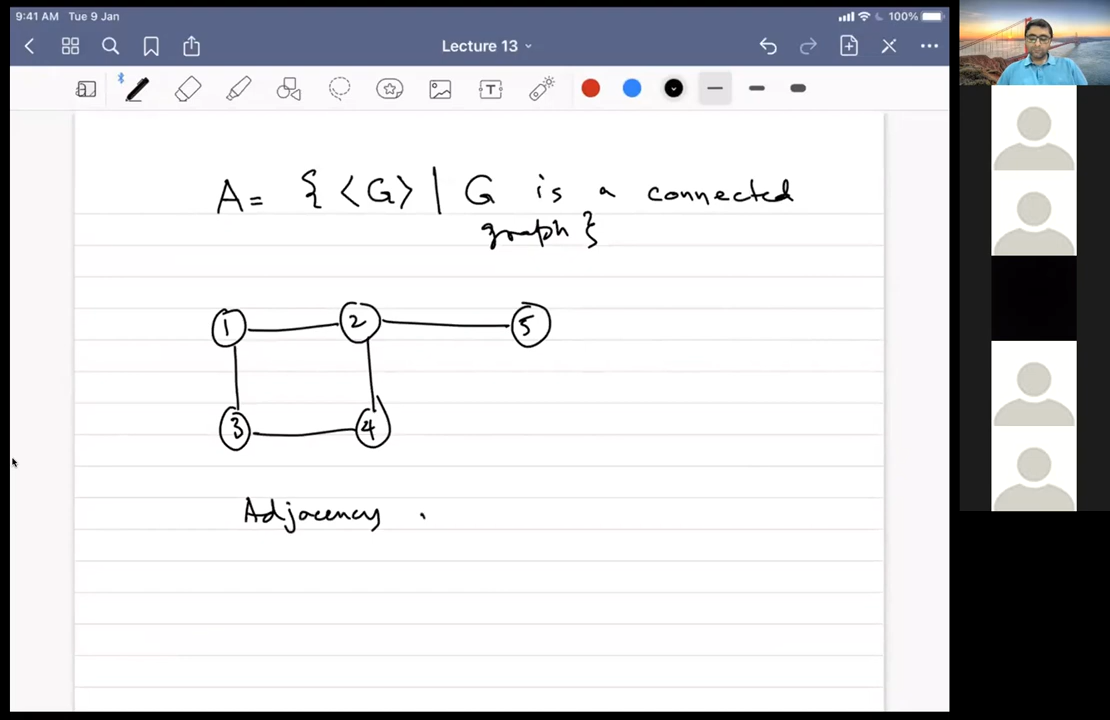 9:41 AM Tue 9 Jan 100%
Lecture 13
T
A = { <G> | G is a connected
graph }
1 2 5
3 4
Adjacency